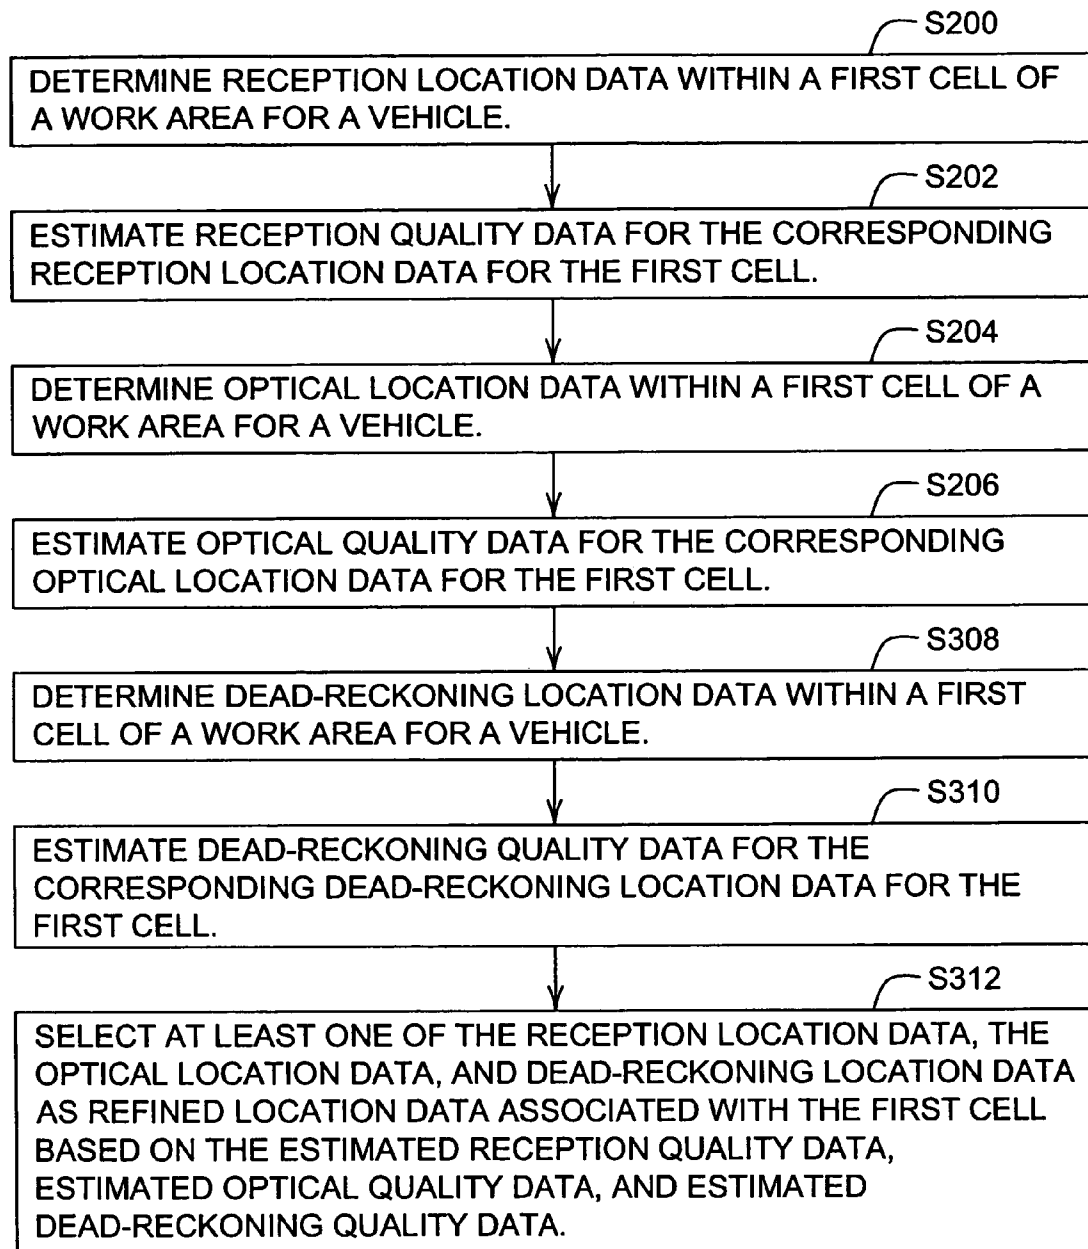 S200
DETERMINE RECEPTION LOCATION DATA WITHIN A FIRST CELL OF
A WORK AREA FOR A VEHICLE.
S202
ESTIMATE RECEPTION QUALITY DATA FOR THE CORRESPONDING
RECEPTION LOCATION DATA FOR THE FIRST CELL.
S204
DETERMINE OPTICAL LOCATION DATA WITHIN A FIRST CELL OF A
WORK AREA FOR A VEHICLE.
S206
ESTIMATE OPTICAL QUALITY DATA FOR THE CORRESPONDING
OPTICAL LOCATION DATA FOR THE FIRST CELL.
S308
DETERMINE DEAD-RECKONING LOCATION DATA WITHIN A FIRST
CELL OF A WORK AREA FOR A VEHICLE.
S310
ESTIMATE DEAD-RECKONING QUALITY DATA FOR THE
CORRESPONDING DEAD-RECKONING LOCATION DATA FOR THE
FIRST CELL.
S312
SELECT AT LEAST ONE OF THE RECEPTION LOCATION DATA, THE
OPTICAL LOCATION DATA, AND DEAD-RECKONING LOCATION DATA
AS REFINED LOCATION DATA ASSOCIATED WITH THE FIRST CELL
BASED ON THE ESTIMATED RECEPTION QUALITY DATA,
ESTIMATED OPTICAL QUALITY DATA, AND ESTIMATED
DEAD-RECKONING QUALITY DATA.